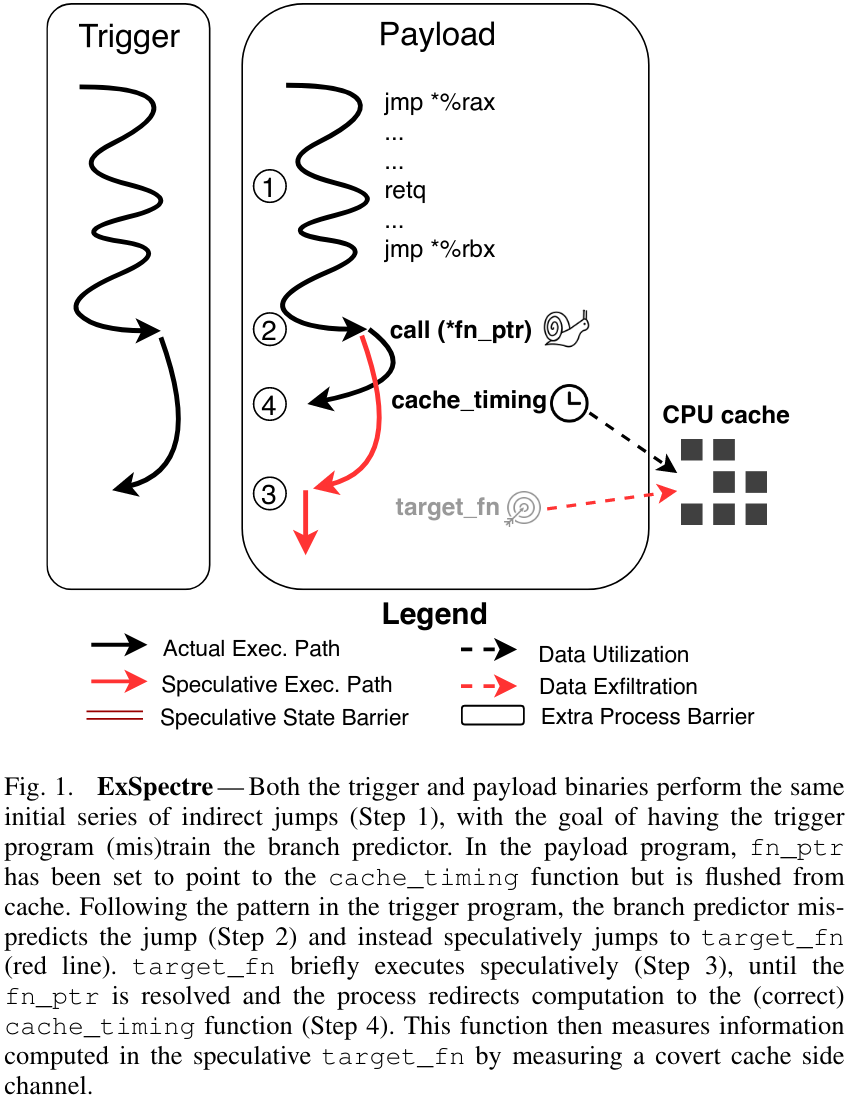 Trigger
Payload
jmp *%rax
...
...
①
retq
...
jmp *%rbx
②
call (*fn_ptr)
④
cache_timing
CPU cache
③
target_fn
Legend
Actual Exec. Path
Data Utilization
Speculative Exec. Path
Data Exfiltration
Speculative State Barrier
Extra Process Barrier
Fig. 1. ExSpectre — Both the trigger and payload binaries perform the same
initial series of indirect jumps (Step 1), with the goal of having the trigger
program (mis)train the branch predictor. In the payload program, fn_ptr
has been set to point to the cache_timing function but is flushed from
cache. Following the pattern in the trigger program, the branch predictor mis-
predicts the jump (Step 2) and instead speculatively jumps to target_fn
(red line). target_fn briefly executes speculatively (Step 3), until the
fn_ptr is resolved and the process redirects computation to the (correct)
cache_timing function (Step 4). This function then measures information
computed in the speculative target_fn by measuring a covert cache side
channel.